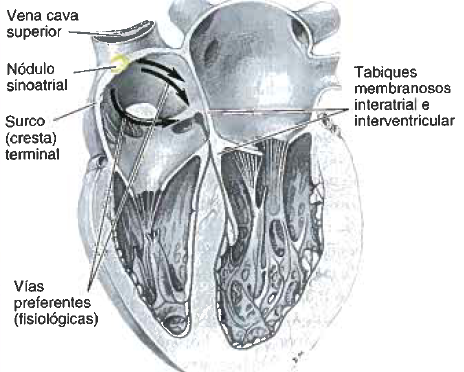 Vena cava
superior
Nódulo
sinoatrial
Surco
(cresta)
terminal
Vías
preferentes
(fisiológicas)
Tabiques
membranosos
interatrial e
interventricular